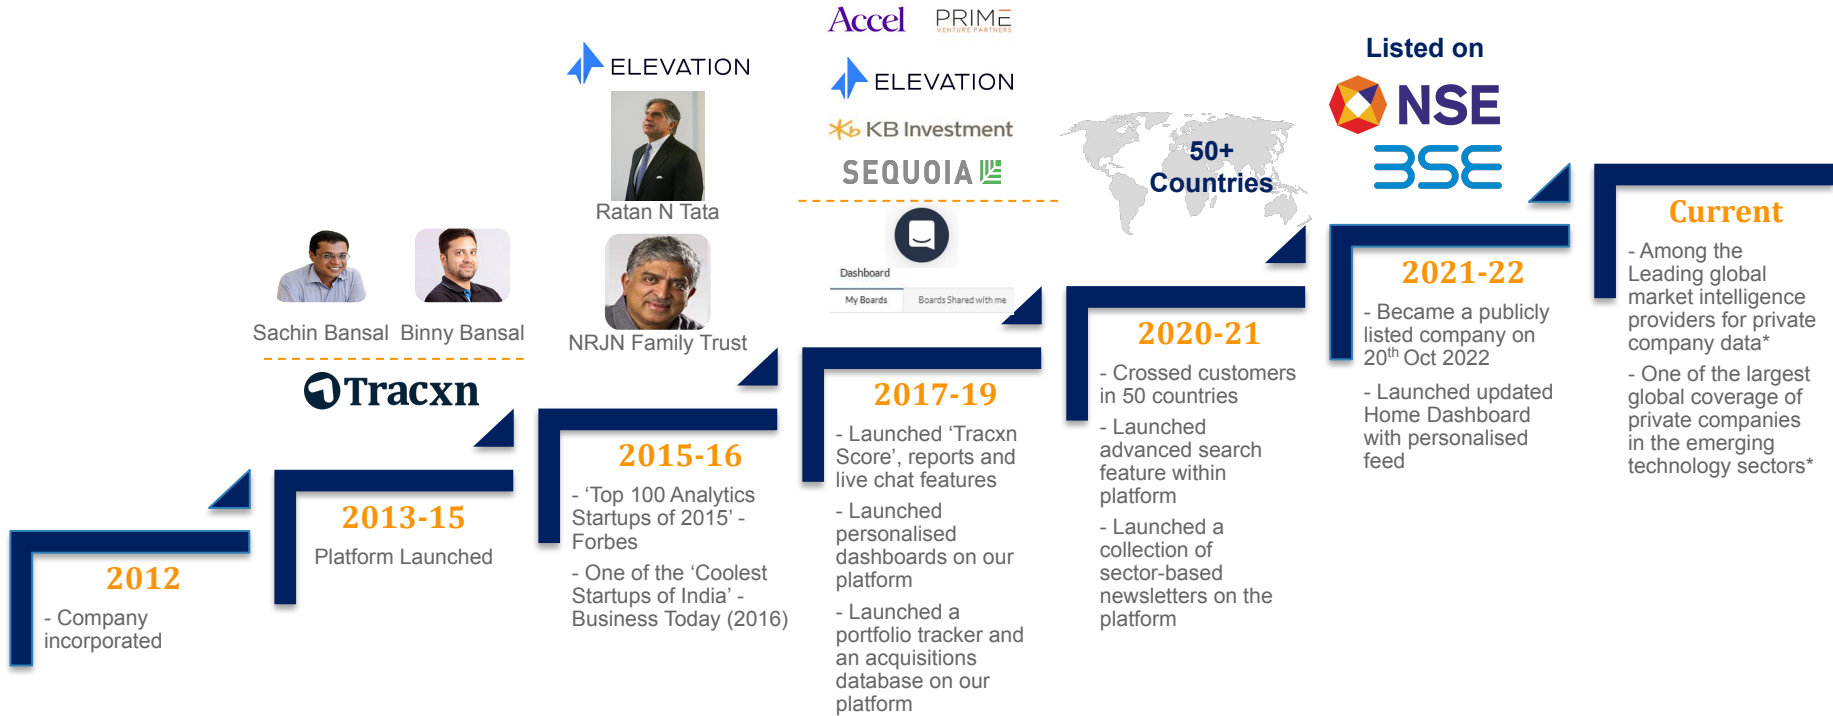 2012
- Company
incorporated
Sachin Bansal
Binny Bansal
Tracxn
2013-15
Platform Launched
ELEVATION
Ratan N Tata
NRJN Family Trust
2015-16
- ‘Top 100 Analytics
Startups of 2015’ -
Forbes
- One of the ‘Coolest
Startups of India’ -
Business Today (2016)
Accel
PRIME
VENTURE PARTNERS
ELEVATION
KB Investment
SEQUOIA
Dashboard
My Boards
Boards Shared with me
2017-19
- Launched ‘Tracxn
Score’, reports and
live chat features
- Launched
personalised
dashboards on our
platform
- Launched a
portfolio tracker and
an acquisitions
database on our
platform
50+
Countries
2020-21
- Crossed customers
in 50 countries
- Launched
advanced search
feature within
platform
- Launched a
collection of
sector-based
newsletters on the
platform
Listed on
NSE
BSE
2021-22
- Became a publicly
listed company on
20th Oct 2022
- Launched updated
Home Dashboard
with personalised
feed
Current
- Among the
Leading global
market intelligence
providers for private
company data*
- One of the largest
global coverage of
private companies
in the emerging
technology sectors*